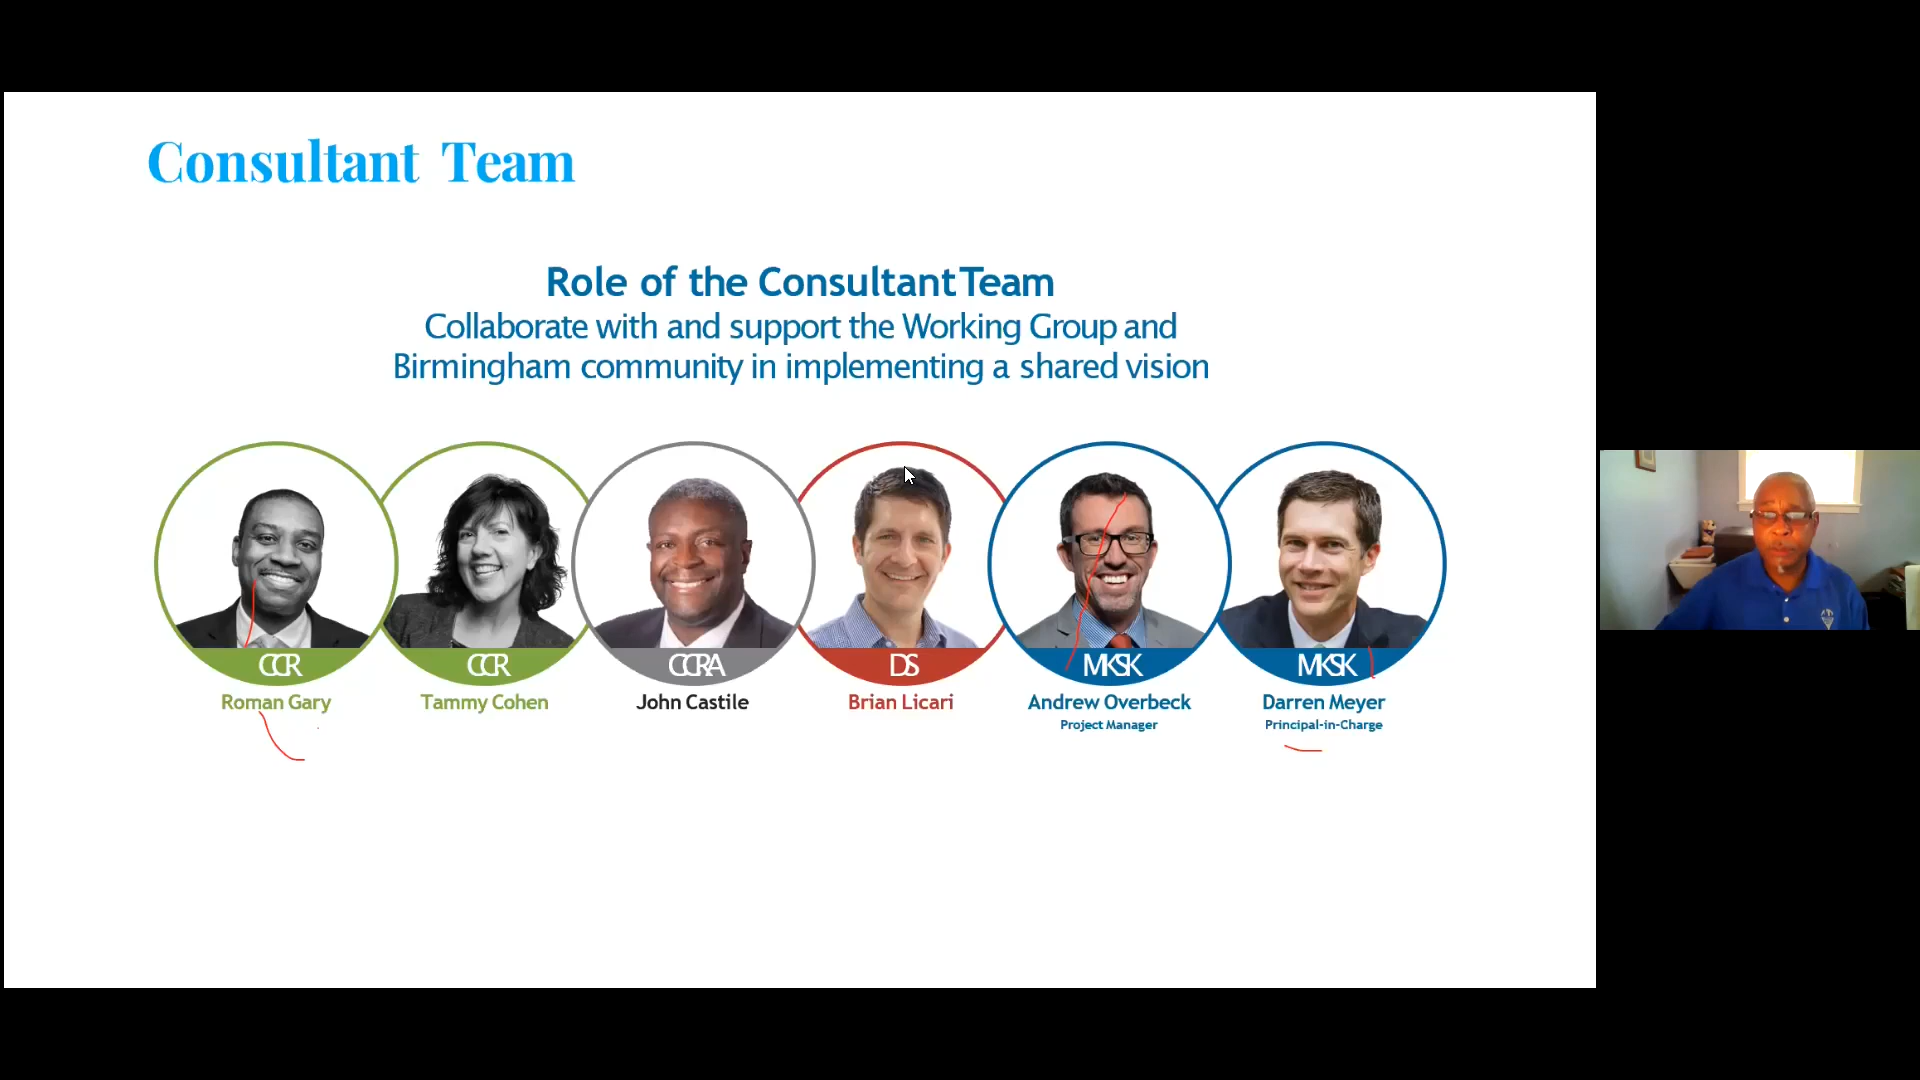 Consultant Team
Role of the Consultant Team
Collaborate with and support the Working Group and
Birmingham community in implementing a shared vision
CCR
CCR
CCRA
DS
MKSK
MKSK
Roman Gary
Tammy Cohen
John Castile
Brian Licari
Andrew Overbeck
Darren Meyer
Project Manager
Principal-in-Charge